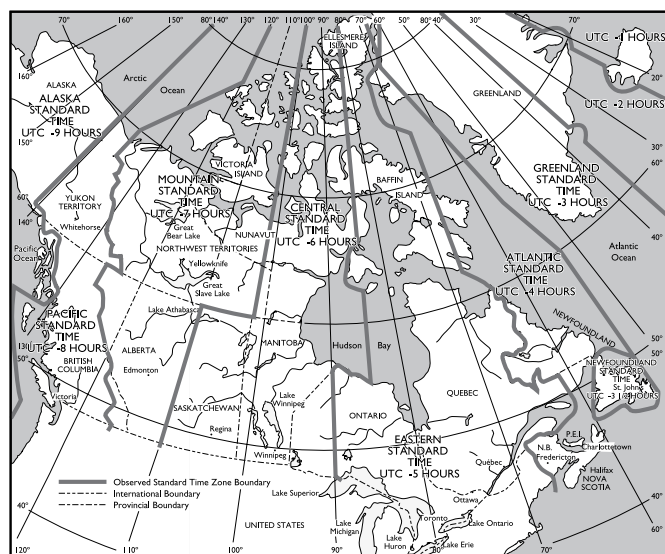 160° 70° 80°/140° 100°/120° 110°100° 90°80° 70° 60° 80°40° 70°
ELLESMERE
ISLAND
UTC -1 HOURS
160°
ALASKA
ALASKA
STANDARD
TIME
UTC -9 HOURS
150°
Arctic
Ocean
GREENLAND
20°
UTC -2 HOURS
30°
GREENLAND
STANDARD
TIME
UTC -3 HOURS
60°
40°
VICTORIA
ISLAND
MOUNTAIN
STANDARD
TIME
UTC -7 HOURS
BAFFIN
ISLAND
60°
140°
YUKON
TERRITORY
Whitehorse
Great
Bear Lake
NUNAVUT
CENTRAL
STANDARD
TIME
UTC -6 HOURS
NORTHWEST TERRITORIES
Yellowknife
Great
Slave Lake
Pacific
Ocean
Atlantic
Ocean
ATLANTIC
STANDARD
TIME
UTC -4 HOURS
PACIFIC
STANDARD
TIME
UTC -8 HOURS
50°
BRITISH
COLUMBIA
Victoria
Lake Athabasca
ALBERTA
Edmonton
MANITOBA
Hudson Bay
NEWFOUNDLAND
50°
50°
NEWFOUNDLAND
STANDARD
TIME
St. John's
UTC -3 1/2 HOURS
QUEBEC
SASKATCHEWAN
Regina
Lake
Winnipeg
Winnipeg
ONTARIO
EASTERN
STANDARD
TIME
UTC -5 HOURS
Québec
N.B.
Fredericton
P.E.I.
Charlottetown
Halifax
NOVA
SCOTIA
Observed Standard Time Zone Boundary
International Boundary
Provincial Boundary
Lake Superior
Ottawa
40°
UNITED STATES
Lake
Michigan
Lake
Huron
Toronto
Lake Ontario
Lake Erie
40°
60°
120° 110° 100° 90° 80° 70°